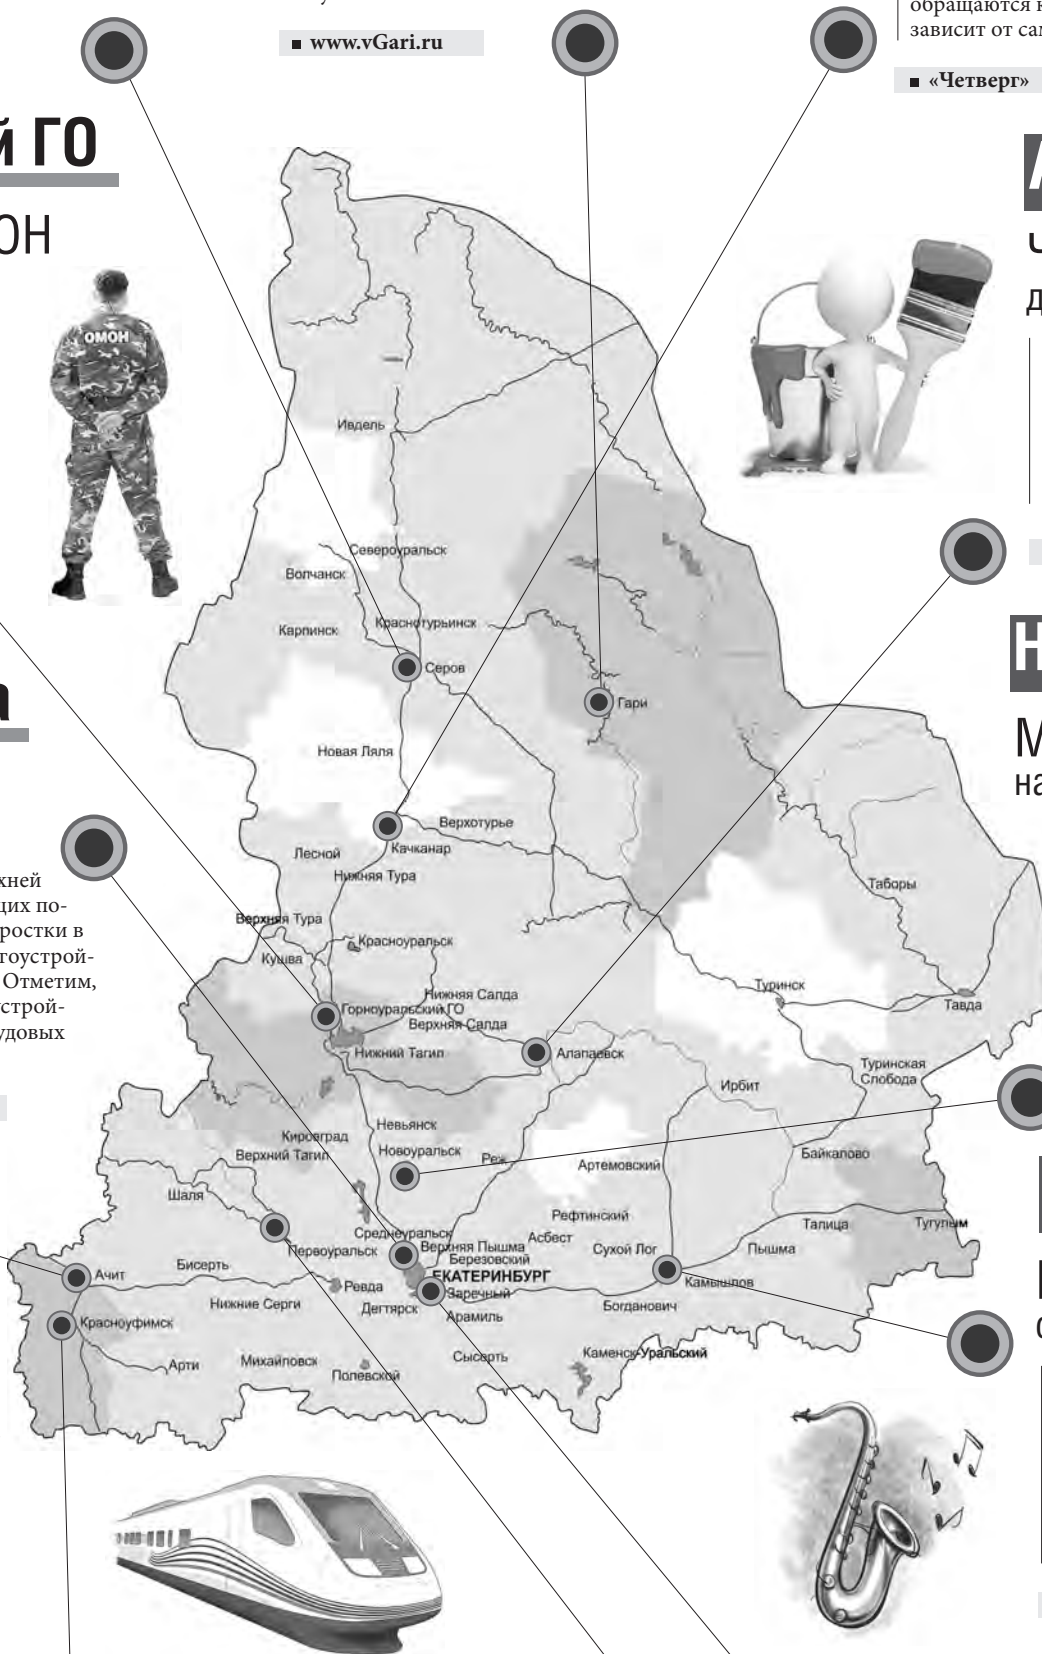 обращаются к
зависит от сам
■ www.vGari.ru
■ «Четверг»
й ГО
ОН
ОМОН
Ивдель
Североуральск
Волчанск
Краснотурьинск
Карпинск
Серов
Гари
а
Новая Ляля
Верхотурье
Качканар
Лесной
Нижняя Тура
хней
щих по-
ростки в
гоустрой-
Отметим,
устрой-
удовых
Таборы
Верхняя Тура
Красноуральск
Кушва
Туринск
Нижняя Салда
Тавда
Горноуральский ГО
Верхняя Салда
Нижний Тагил
Алапаевск
Туринская
Слобода
Ирбит
Невьянск
Кировград
Новоуральск
Верхний Тагил
Реж
Байкалово
Артемовский
Шаля
Рефтинский
Талица
Тугулым
Среднеуральск
Асбест
Верхняя Пышма
Сухой Лог
Пышма
Первоуральск
Березовский
Бисерть
Ачит
ЕКАТЕРИНБУРГ
Камышлов
Ревда
Заречный
Нижние Серги
Дегтярск
Богданович
Арамиль
Красноуфимск
Каменск-Уральский
Сысерть
Михайловск
Арти
Полевской
М
на